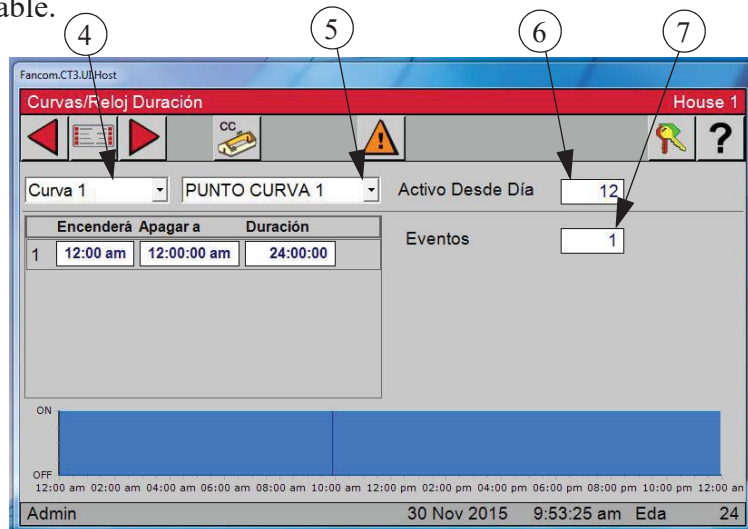 able.
4 5 6 7
Fancom.CT3.UI.Host
Curvas/Reloj Duración House 1
CC ?
Curva 1 PUNTO CURVA 1 Activo Desde Día 12
Encenderá Apagar a Duración
Eventos 1
1 12:00 am 12:00:00 am 24:00:00
ON
OFF
12:00 am 02:00 am 04:00 am 06:00 am 08:00 am 10:00 am 12:00 pm 02:00 pm 04:00 pm 06:00 pm 08:00 pm 10:00 pm 12:00 an
Admin 30 Nov 2015 9:53:25 am Eda 24